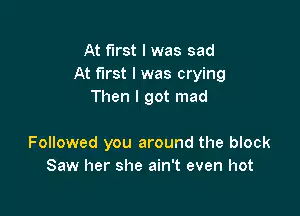 At first I was sad
At first I was crying
Then I got mad
Followed you around the block
Saw her she ain't even hot